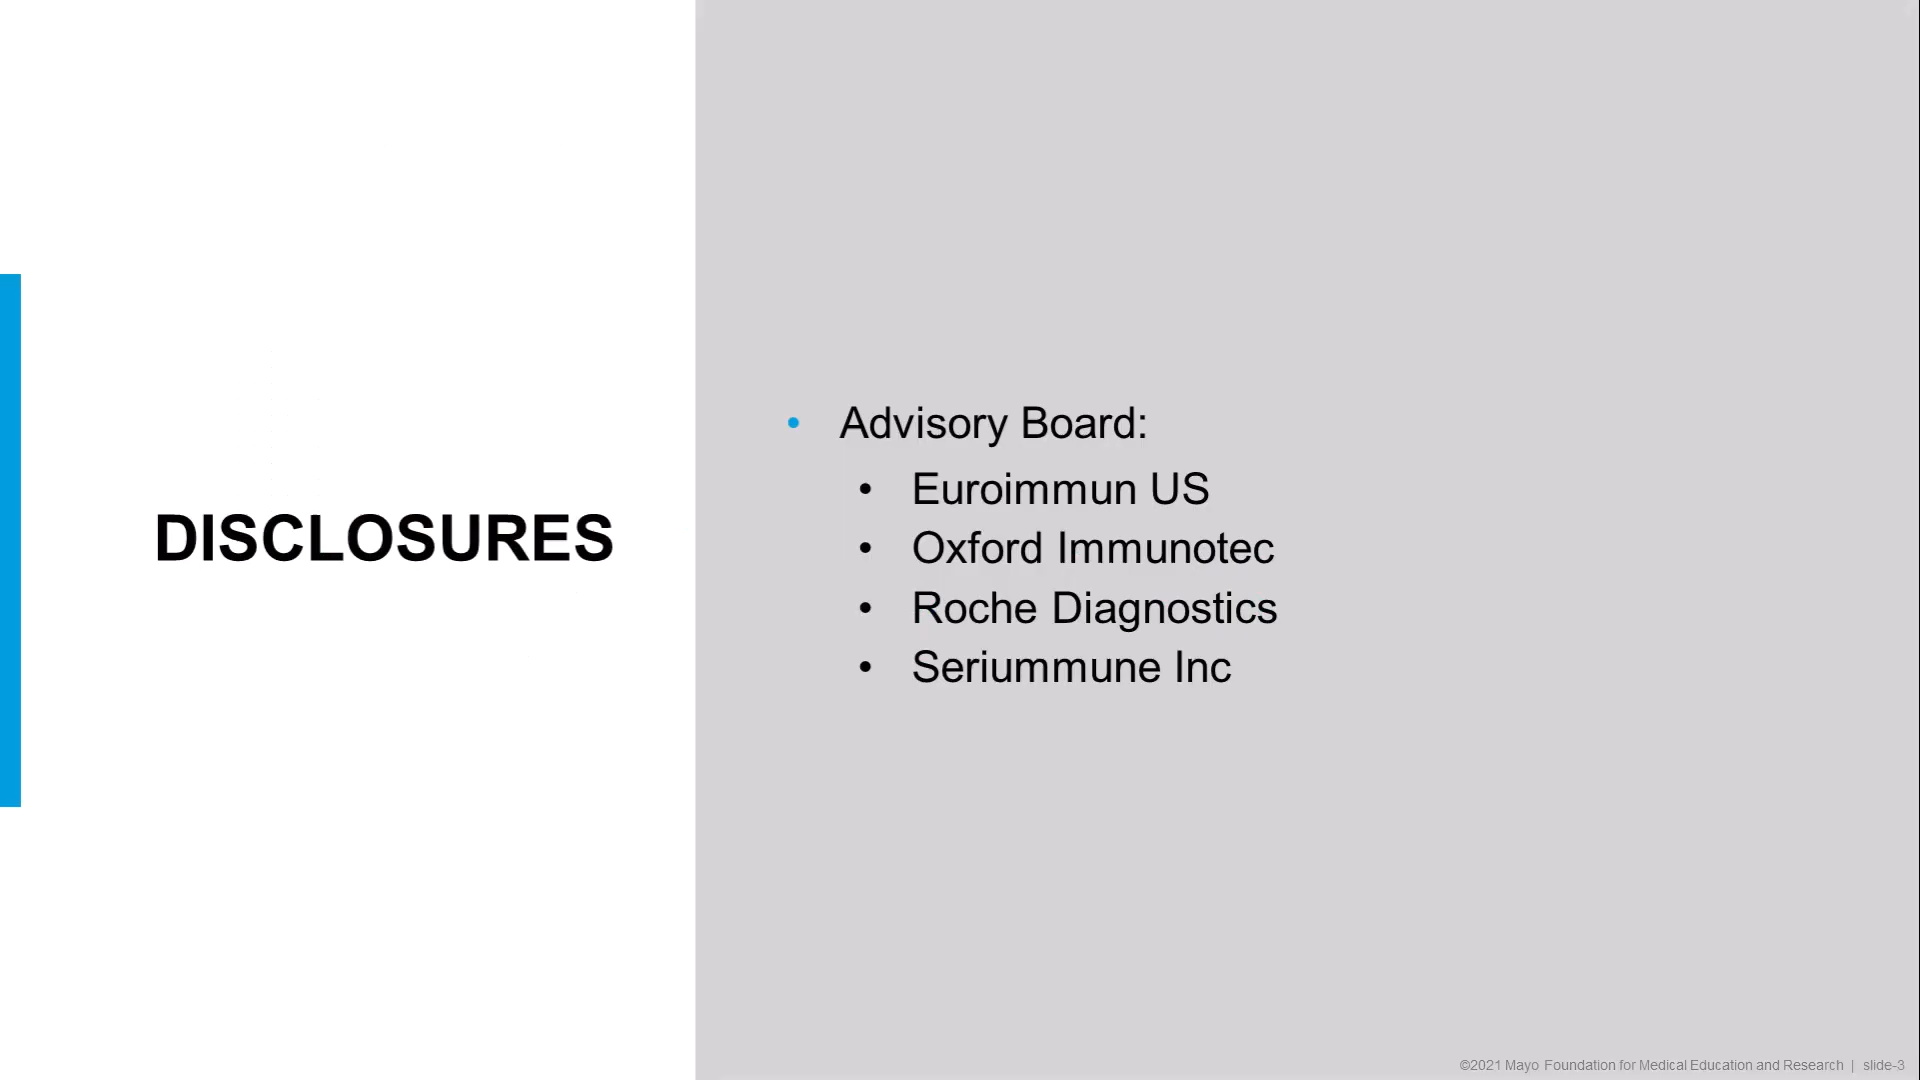 DISCLOSURES
• Advisory Board:
• Euroimmun US
• Oxford Immunotec
• Roche Diagnostics
• Seriummune Inc
©2021 Mayo Foundation for Medical Education and Research | slide-3